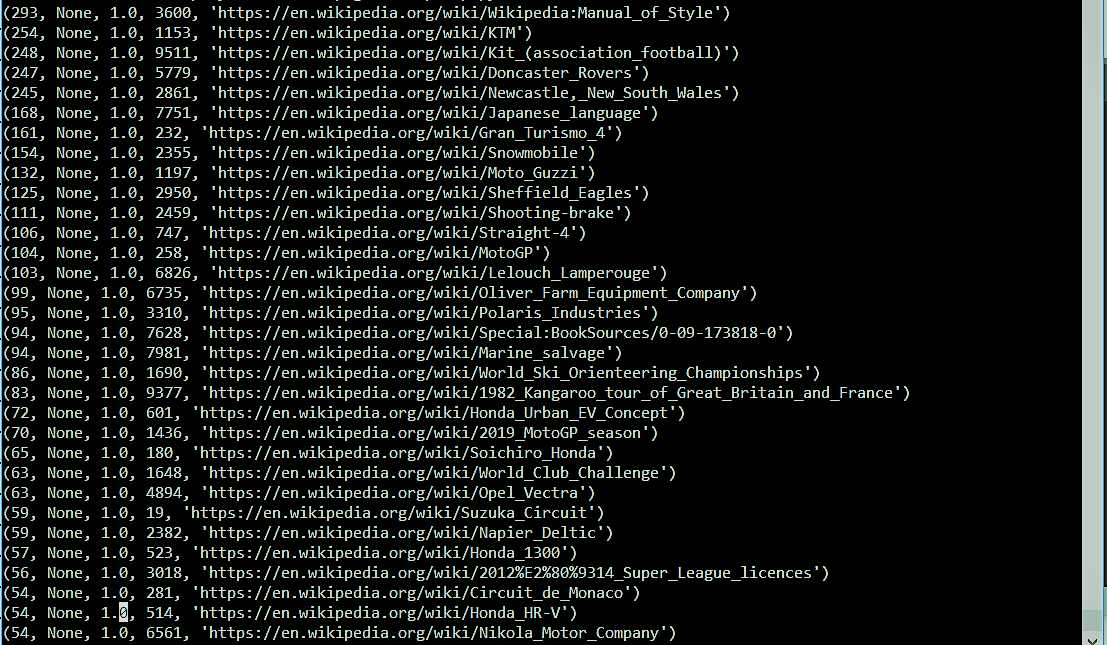 (293, None, 1.0, 3600, 'https://en.wikipedia.org/wiki/Wikipedia:Manual_of_Style')
(254, None, 1.0, 1153, 'https://en.wikipedia.org/wiki/KTM')
(248, None, 1.0, 9511, 'https://en.wikipedia.org/wiki/Kit_(association_football)')
(247, None, 1.0, 5779, 'https://en.wikipedia.org/wiki/Doncaster_Rovers')
(245, None, 1.0, 2861, 'https://en.wikipedia.org/wiki/Newcastle,_New_South_Wales')
(168, None, 1.0, 7751, 'https://en.wikipedia.org/wiki/Japanese_language')
(161, None, 1.0, 232, 'https://en.wikipedia.org/wiki/Gran_Turismo_4')
(154, None, 1.0, 2355, 'https://en.wikipedia.org/wiki/Snowmobile')
(132, None, 1.0, 1197, 'https://en.wikipedia.org/wiki/Moto_Guzzi')
(125, None, 1.0, 2950, 'https://en.wikipedia.org/wiki/Sheffield_Eagles')
(111, None, 1.0, 2459, 'https://en.wikipedia.org/wiki/Shooting-brake')
(106, None, 1.0, 747, 'https://en.wikipedia.org/wiki/Straight-4')
(104, None, 1.0, 258, 'https://en.wikipedia.org/wiki/MotoGP')
(103, None, 1.0, 6826, 'https://en.wikipedia.org/wiki/Lelouch_Lamperouge')
(99, None, 1.0, 6735, 'https://en.wikipedia.org/wiki/Oliver_Farm_Equipment_Company')
(95, None, 1.0, 3310, 'https://en.wikipedia.org/wiki/Polaris_Industries')
(94, None, 1.0, 7628, 'https://en.wikipedia.org/wiki/Special:BookSources/0-09-173818-0')
(94, None, 1.0, 7981, 'https://en.wikipedia.org/wiki/Marine_salvage')
(86, None, 1.0, 1690, 'https://en.wikipedia.org/wiki/World_Ski_Orienteering_Championships')
(83, None, 1.0, 9377, 'https://en.wikipedia.org/wiki/1982_Kangaroo_tour_of_Great_Britain_and_France')
(72, None, 1.0, 601, 'https://en.wikipedia.org/wiki/Honda_Urban_EV_Concept')
(70, None, 1.0, 1436, 'https://en.wikipedia.org/wiki/2019_MotoGP_season')
(65, None, 1.0, 180, 'https://en.wikipedia.org/wiki/Soichiro_Honda')
(63, None, 1.0, 1648, 'https://en.wikipedia.org/wiki/World_Club_Challenge')
(63, None, 1.0, 4894, 'https://en.wikipedia.org/wiki/Opel_Vectra')
(59, None, 1.0, 19, 'https://en.wikipedia.org/wiki/Suzuka_Circuit')
(59, None, 1.0, 2382, 'https://en.wikipedia.org/wiki/Napier_Deltic')
(57, None, 1.0, 523, 'https://en.wikipedia.org/wiki/Honda_1300')
(56, None, 1.0, 3018, 'https://en.wikipedia.org/wiki/2012%E2%80%9314_Super_League_licences')
(54, None, 1.0, 281, 'https://en.wikipedia.org/wiki/Circuit_de_Monaco')
(54, None, 1.0, 514, 'https://en.wikipedia.org/wiki/Honda_HR-V')
(54, None, 1.0, 6561, 'https://en.wikipedia.org/wiki/Nikola_Motor_Company')